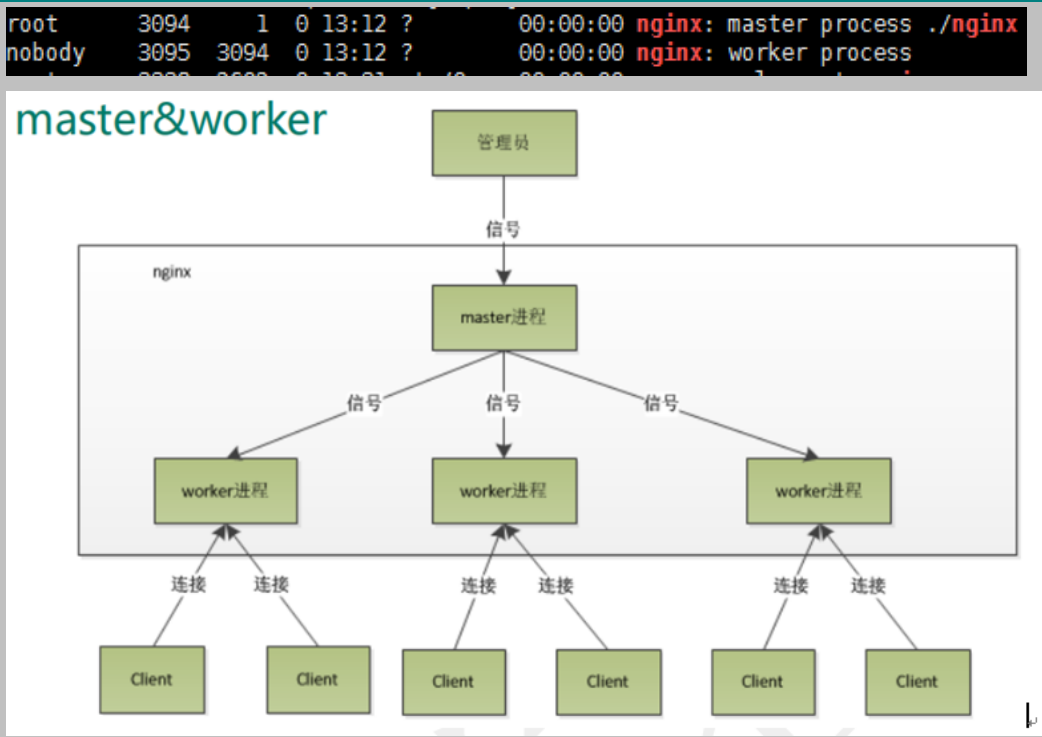 root 3094 1 0 13:12 ? 00:00:00 nginx: master process ./nginx
nobody 3095 3094 0 13:12 ? 00:00:00 nginx: worker process
master&worker
管理员
信号
nginx
master进程
信号 信号 信号
worker进程 worker进程 worker进程
连接 连接 连接 连接 连接 连接
Client Client Client Client Client Client